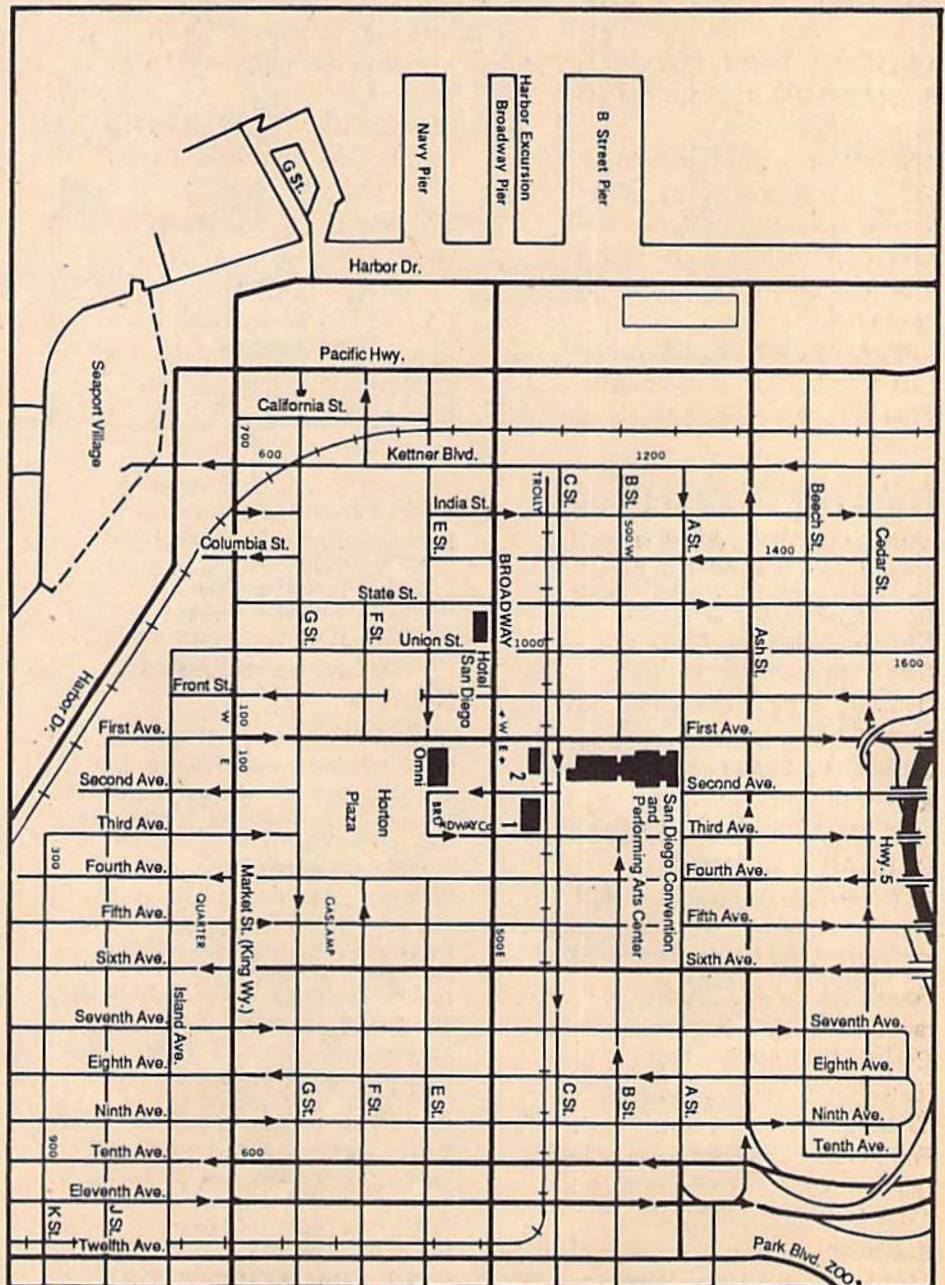 B Street Pier
Harbor Excursion
Broadway Pier
Navy Pier
G St.
Harbor Dr.
Pacific Hwy.
California St.
Seaport Village
700
600
Kettner Blvd.
1200
TROLLY
C St.
B St.
500W
A St.
Beech St.
Cedar St.
India St.
E St.
Columbia St.
1400
BROADWAY
State St.
G St.
F St.
Union St.
1000
Hotel
San Diego
Ash St.
1600
Front St.
100
W
W
E
Harbor Dr.
First Ave.
First Ave.
100
E
Omni
2
Second Ave.
Second Ave.
San Diego Convention
and
Performing Arts Center
Horton
Plaza
BROADWAY Cr.
1
Third Ave.
Third Ave.
Hwy. 5
300
Fourth Ave.
Fourth Ave.
Market St. (King Wy.)
Fifth Ave.
Fifth Ave.
QUARTER
GASLAMP
500E
Sixth Ave.
Sixth Ave.
Island Ave.
Seventh Ave.
Seventh Ave.
Eighth Ave.
Eighth Ave.
G St.
F St.
E St.
C St.
B St.
A St.
Ninth Ave.
Ninth Ave.
900
Tenth Ave.
600
Tenth Ave.
Eleventh Ave.
K St.
J St.
Twelfth Ave.
Park Blvd. ZOO